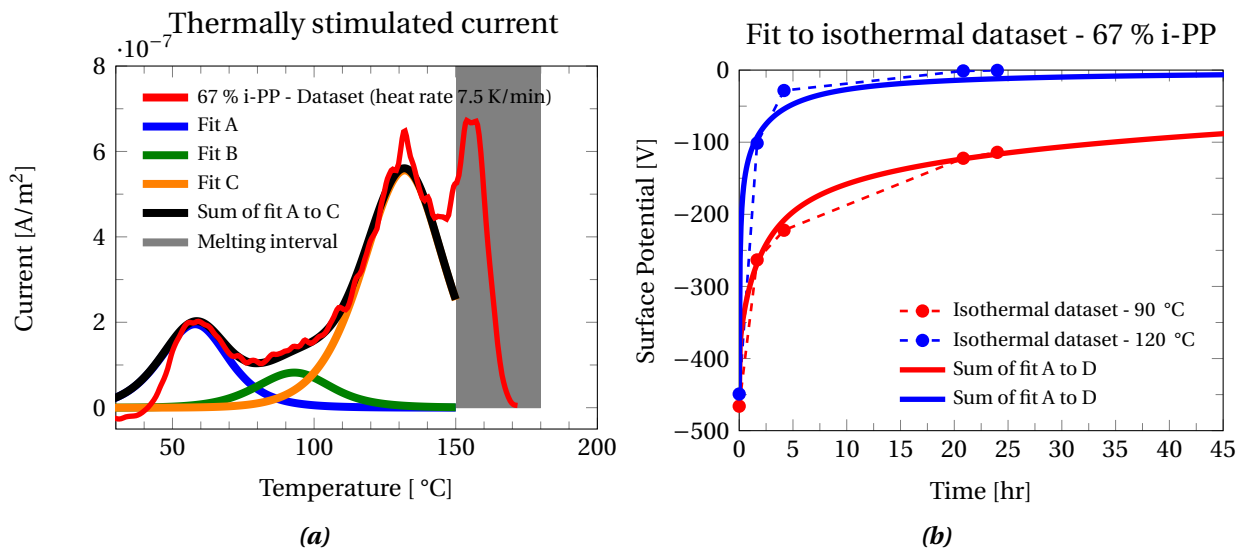 Thermally stimulated current
·10−7
8
6
4
2
0
50
100
150
200
Current [A/m2]
Temperature [ °C]
67 % i-PP - Dataset (heat rate 7.5 K/min)
Fit A
Fit B
Fit C
Sum of fit A to C
Melting interval
(a)
Fit to isothermal dataset - 67 % i-PP
0
−100
−200
−300
−400
−500
0
5
10
15
20
25
30
35
40
45
Surface Potential [V]
Time [hr]
Isothermal dataset - 90 °C
Isothermal dataset - 120 °C
Sum of fit A to D
Sum of fit A to D
(b)